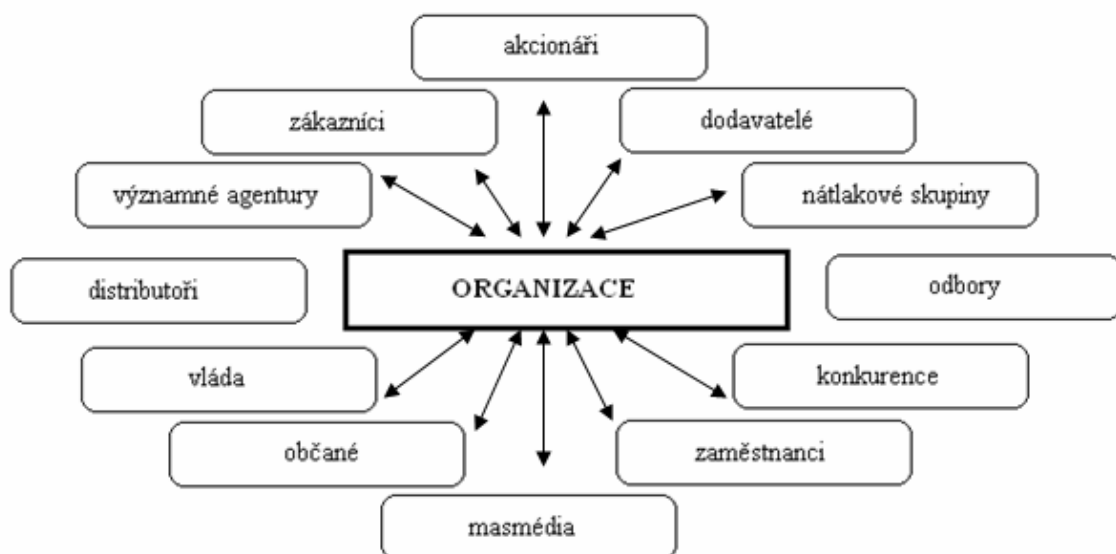 akcionáři
zákazníci
dodavatelé
významné agentury
nátlakové skupiny
distributoři
ORGANIZACE
odbory
vláda
konkurence
občané
zaměstnanci
masmédia